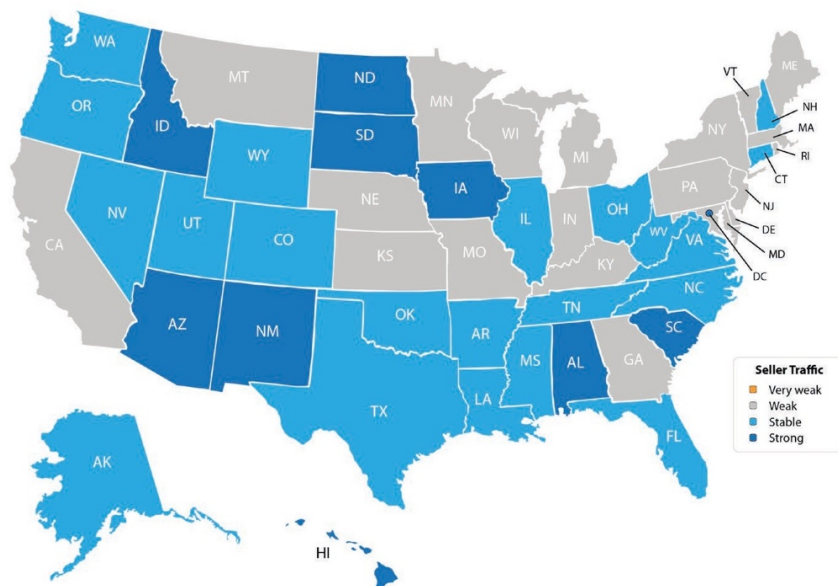 WA
MT
ND
MN
VT
ME
OR
NH
ID
SD
WI
NY
MA
WY
MI
RI
CT
IA
PA
NE
NJ
NV
IL
IN
OH
DE
UT
CO
WV
VA
MD
CA
KS
MO
KY
DC
NC
TN
AZ
NM
OK
AR
SC
MS
AL
GA
TX
LA
FL
AK
HI
Seller Traffic
Very weak
Weak
Stable
Strong